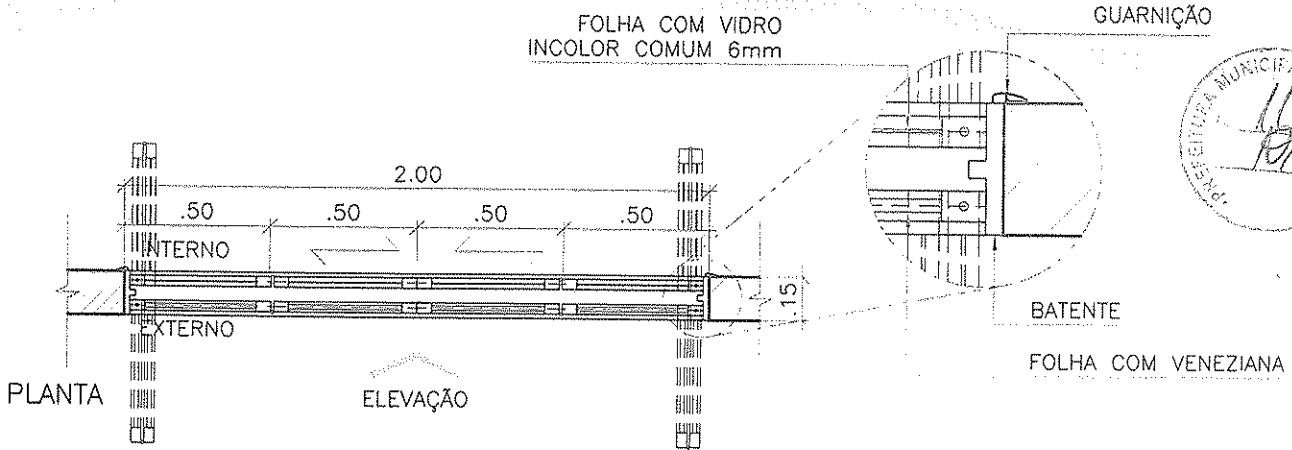 FOLHA COM VIDRO
INCOLOR COMUM 6mm
GUARNIÇÃO
PREFEITURA
2.00
.50 .50 .50 .50
INTERNO
.15
EXTERNO
BATENTE
FOLHA COM VENEZIANA
PLANTA
ELEVAÇÃO